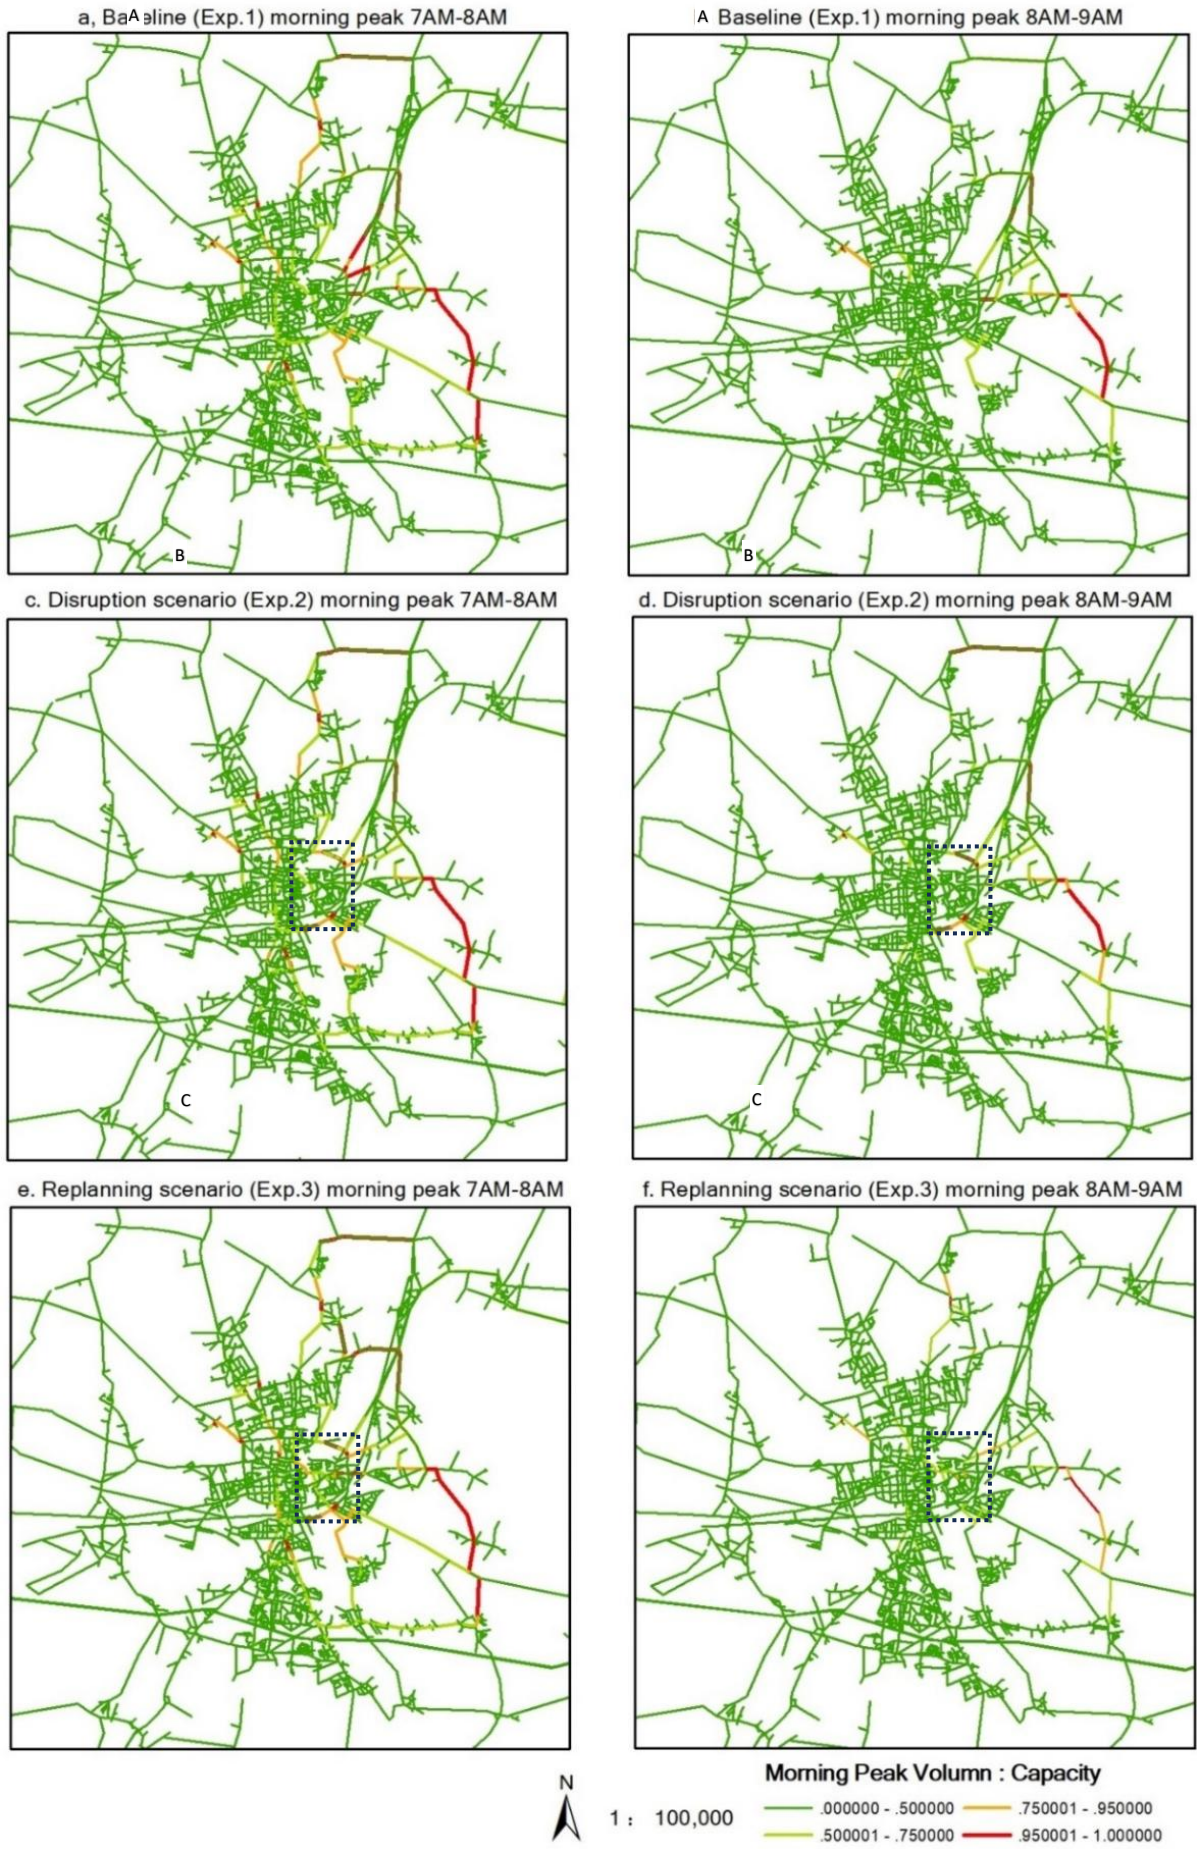 a, Ba A eline (Exp.1) morning peak 7AM-8AM
A Baseline (Exp.1) morning peak 8AM-9AM
B
B
c. Disruption scenario (Exp.2) morning peak 7AM-8AM
d. Disruption scenario (Exp.2) morning peak 8AM-9AM
C
C
e. Replanning scenario (Exp.3) morning peak 7AM-8AM
f. Replanning scenario (Exp.3) morning peak 8AM-9AM
N
1 : 100,000
Morning Peak Volumn : Capacity
.000000 - .500000
.750001 - .950000
.500001 - .750000
.950001 - 1.000000